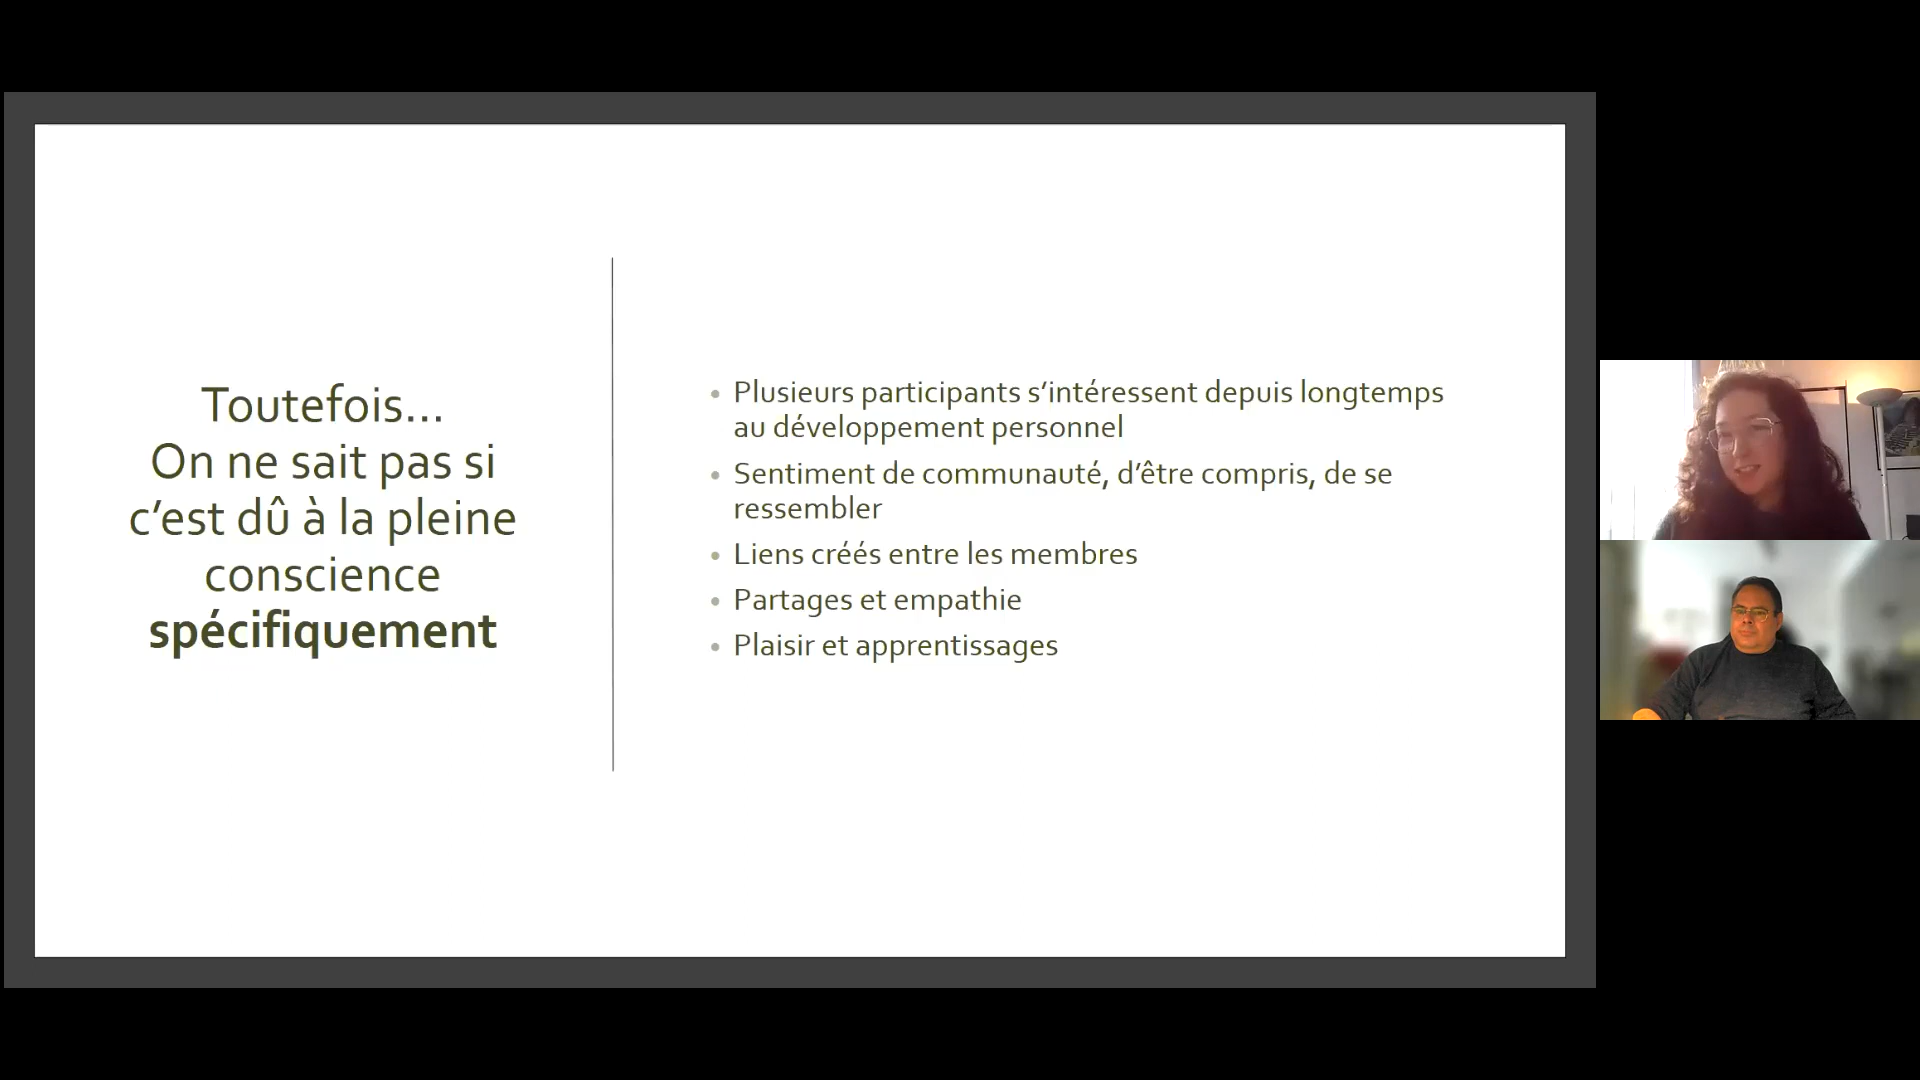 Toutefois...
On ne sait pas si
c’est dû à la pleine
conscience
spécifiquement
• Plusieurs participants s’intéressent depuis longtemps
au développement personnel
• Sentiment de communauté, d’être compris, de se
ressembler
• Liens créés entre les membres
• Partages et empathie
• Plaisir et apprentissages